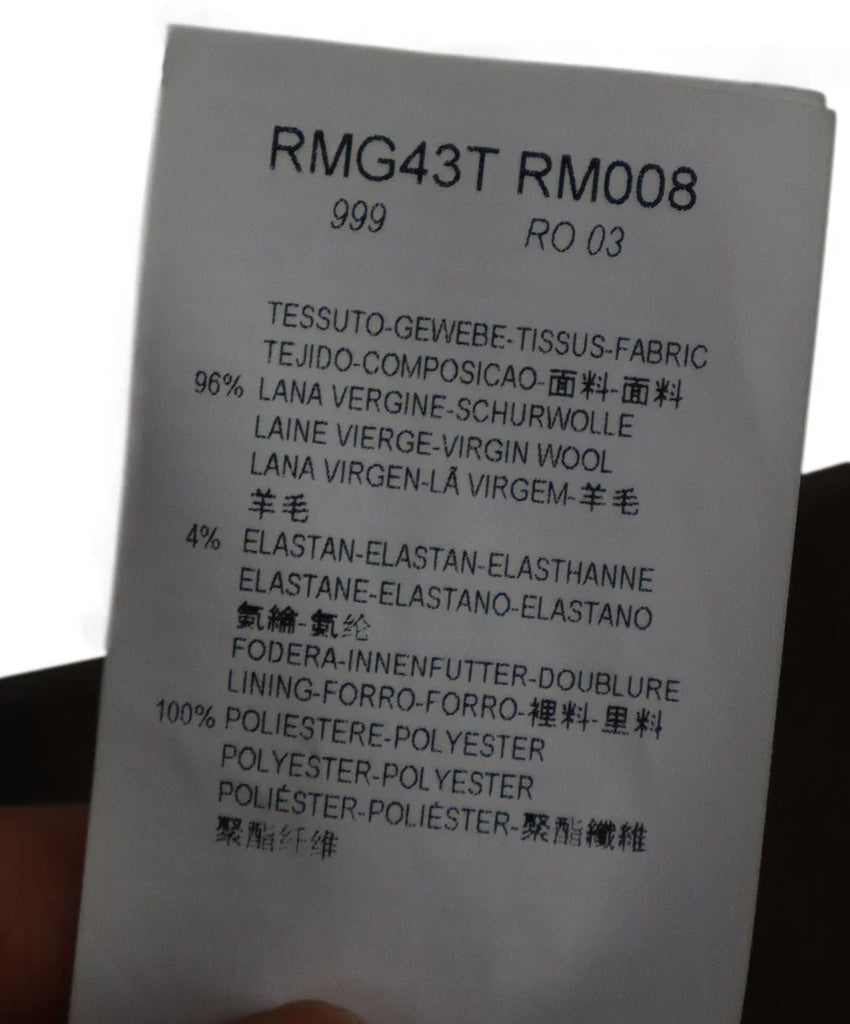 RMG43T RM008
999 RO 03
TESSUTO-GEWEBE-TISSUS-FABRIC
TEJIDO-COMPOSICAO-面料-面料
96% LANA VERGINE-SCHURWOLLE
LAINE VIERGE-VIRGIN WOOL
LANA VIRGEN-LÃ VIRGEM-羊毛
羊毛
4% ELASTAN-ELASTAN-ELASTHANNE
ELASTANE-ELASTANO-ELASTANO
氨綸-氨纶
FODERA-INNENFUTTER-DOUBLURE
LINING-FORRO-FORRO-裡料-里料
100% POLIESTERE-POLYESTER
POLYESTER-POLYESTER
POLIÉSTER-POLIÉSTER-聚酯纖維
聚酯纤维